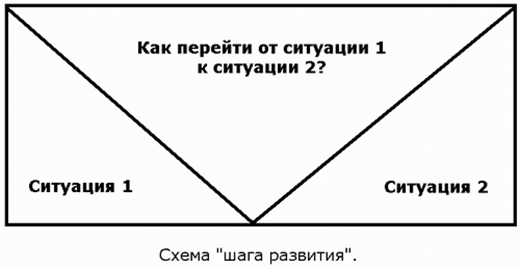 Как перейти от ситуации 1
к ситуации 2?
Ситуация 1
Ситуация 2
Схема "шага развития".